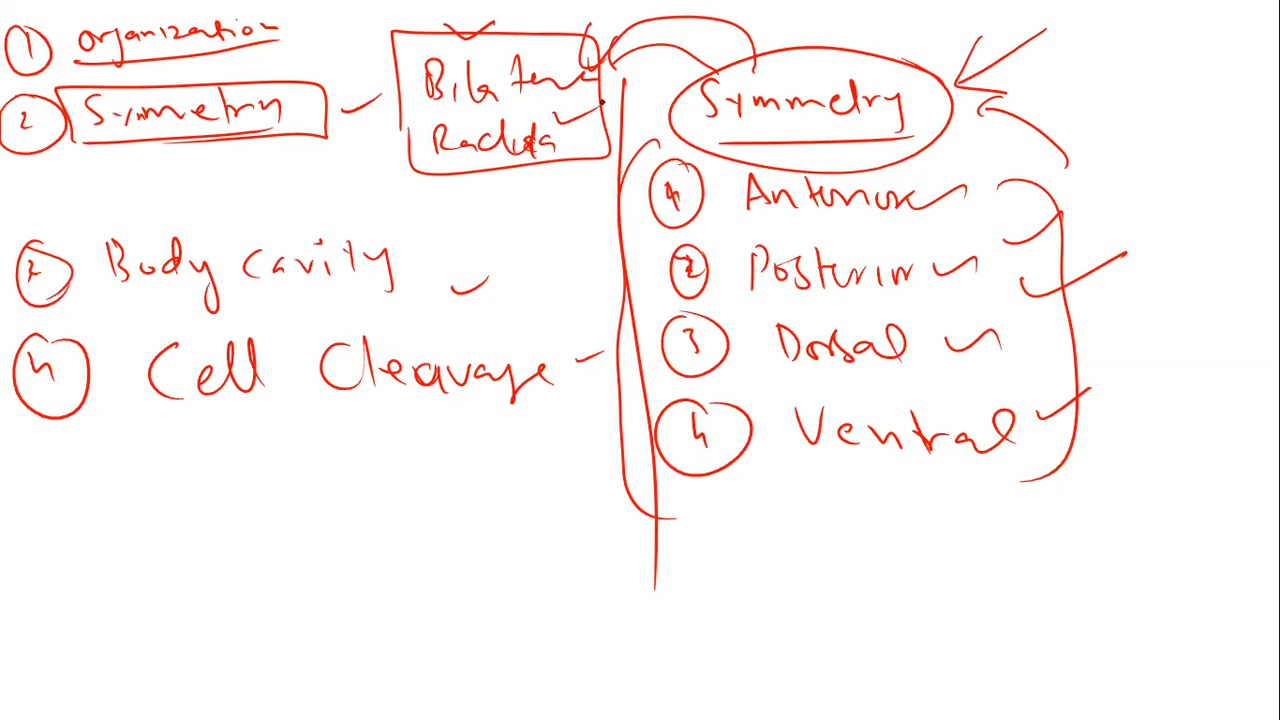 1 organization
2 Symmetry
Bilateral
Radial
2 Body cavity
4 Cell Cleavage
Symmetry
1 Anterior
2 Posterior
3 Dorsal
4 Ventral